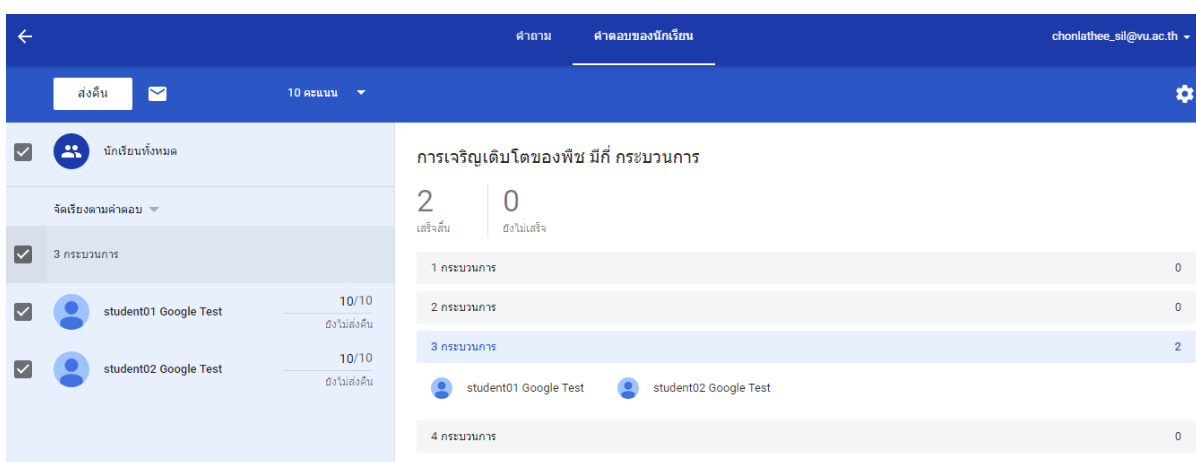 คำถาม คำตอบของนักเรียน chonlathee_sil@vu.ac.th
ส่งคืน 10 คะแนน
นักเรียนทั้งหมด
จัดเรียงตามคำตอบ
3 กระบวนการ
student01 Google Test 10/10
ยังไม่ส่งคืน
student02 Google Test 10/10
ยังไม่ส่งคืน
การเจริญเติบโตของพืช มีกี่ กระบวนการ
2 0
เสร็จสิ้น ยังไม่เสร็จ
1 กระบวนการ 0
2 กระบวนการ 0
3 กระบวนการ 2
student01 Google Test student02 Google Test
4 กระบวนการ 0